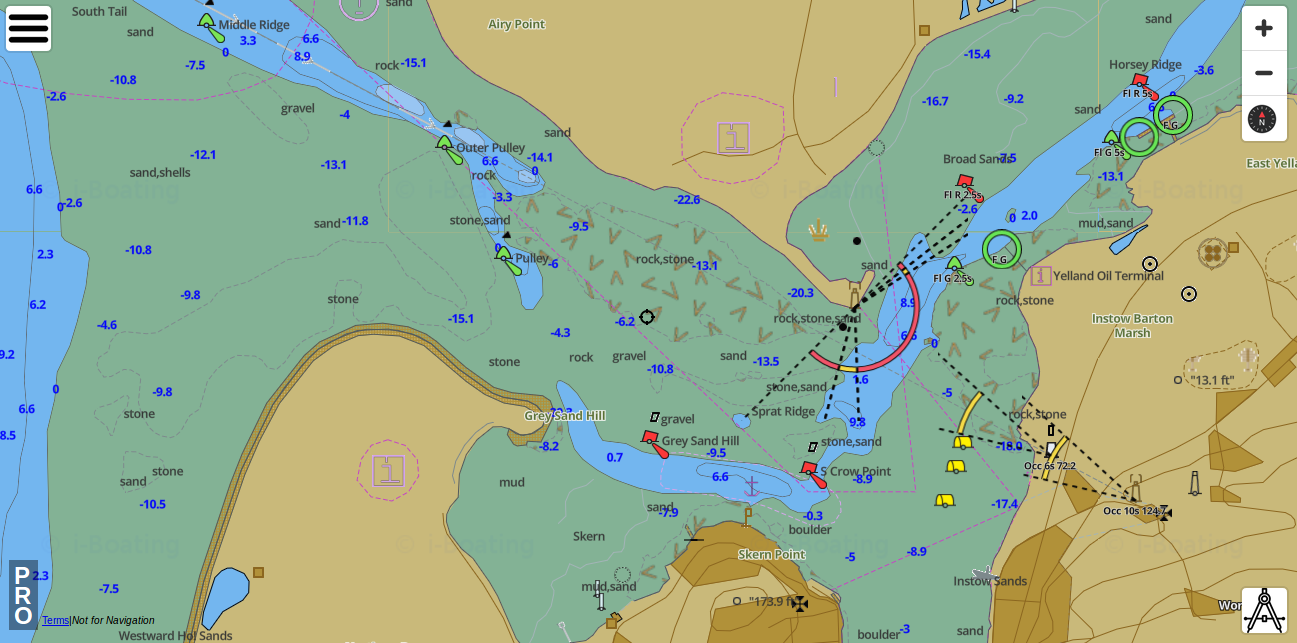 South Tail
sand
Middle Ridge
sand
Airy Point
sand
3.3
6.6
0
8.9
-7.5
rock
-15.1
-15.4
Horsey Ridge
-3.6
-10.8
Fl R 5s
-2.6
gravel
-4
-16.7
-9.2
sand
F G
sand
Fl G 5s
Outer Pulley
-12.1
-13.1
6.6
-14.1
Broad Sands
-7.5
East Yella
sand,shells
rock
0
-13.1
6.6
0
-2.6
-3.3
-22.6
Fl R 2.5s
-2.6
0
2.0
sand
-11.8
stone,sand
-9.5
mud,sand
2.3
-10.8
0
Pulley
-6
rock,stone
-13.1
sand
F G
Yelland Oil Terminal
Fl G 2.5s
-9.8
stone
-20.3
8.9
rock,stone
6.2
-4.6
-15.1
-6.2
rock,stone,sand
Instow Barton
Marsh
-4.3
6.6
0
9.2
stone
rock
gravel
sand
-13.5
-10.8
"13.1 ft"
0
-9.8
stone,sand
-5
6.6
stone
Grey Sand Hill
gravel
Sprat Ridge
9.8
rock,stone
8.5
-8.2
Grey Sand Hill
stone,sand
-18.0
0.7
-9.5
Occ 6s 72.2
stone
6.6
S Crow Point
-8.9
sand
mud
-10.5
sand
-7.9
-0.3
-17.4
Occ 10s 124.7
boulder
Skern
Skern Point
-5
-8.9
2.3
-7.5
mud,sand
Instow Sands
"173.9 ft"
PRO
Terms|Not for Navigation
Westward Ho! Sands
boulder
-3
sand
N
© i-Boating
© i-Boating
© i-Boating